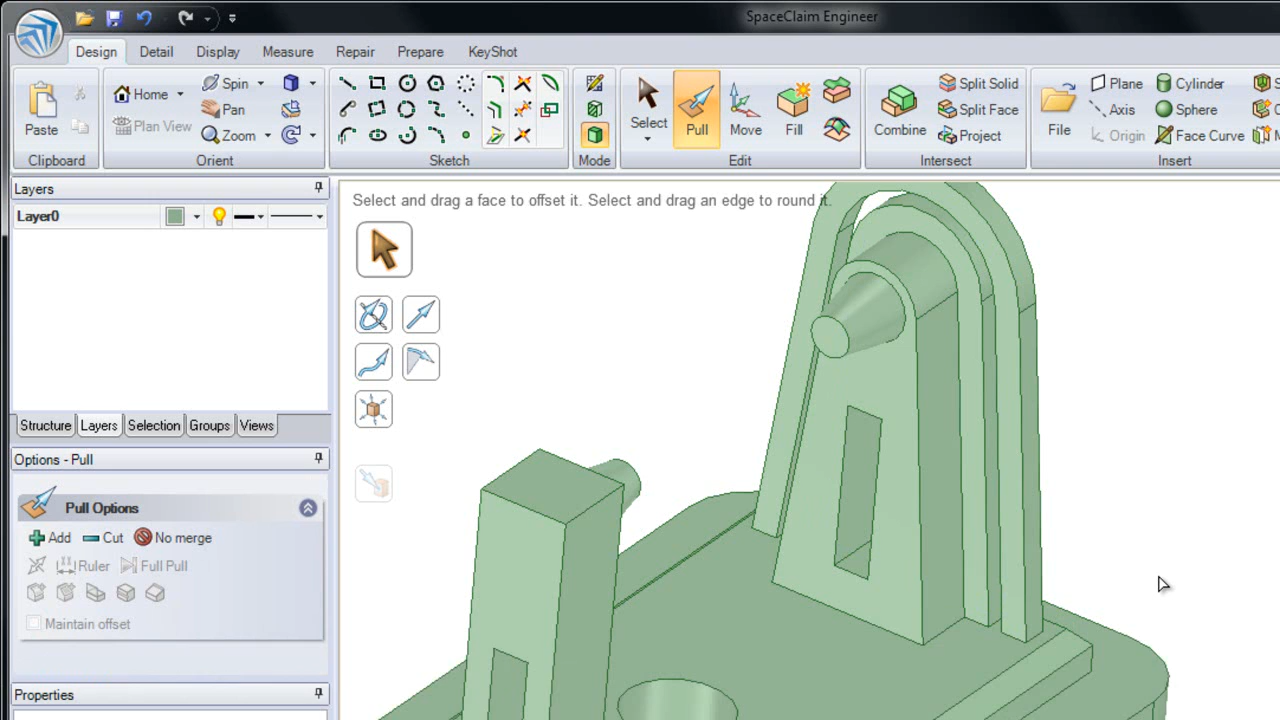 SpaceClaim Engineer
Design Detail Display Measure Repair Prepare KeyShot
Paste
Clipboard
Home
Plan View
Spin
Pan
Zoom
Orient
Sketch
Mode
Select
Pull
Move
Fill
Edit
Combine
Split Solid
Split Face
Project
Intersect
File
Plane
Axis
Origin
Cylinder
Sphere
Face Curve
Insert
Layers
Layer0
Structure Layers Selection Groups Views
Options - Pull
Pull Options
Add Cut No merge
Ruler Full Pull
Maintain offset
Properties
Select and drag a face to offset it. Select and drag an edge to round it.